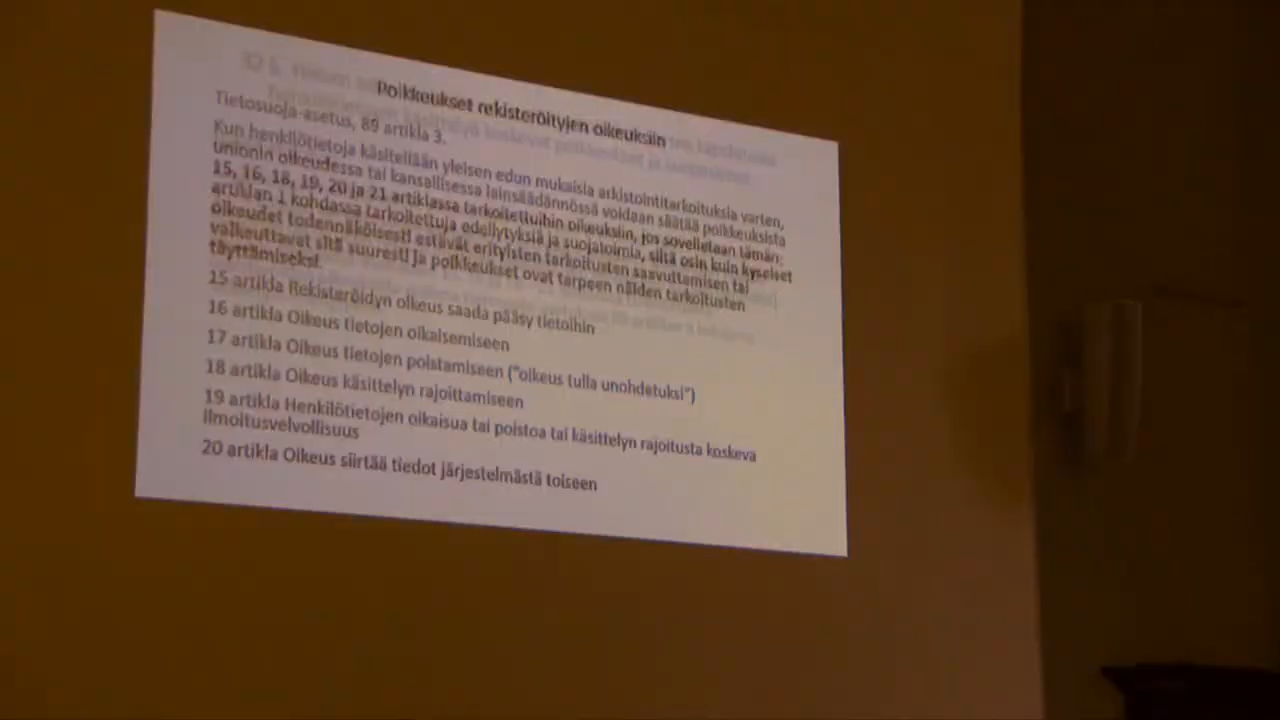 Poikkeukset rekisteröityjen oikeuksiin
Tietosuoja-asetus, 89 artikla 3.
Kun henkilötietoja käsitellään yleisen edun mukaisia arkistointitarkoituksia varten,
unionin oikeudessa tai kansallisessa lainsäädännössä voidaan säätää poikkeuksista
15, 16, 18, 19, 20 ja 21 artiklassa tarkoitettuihin oikeuksiin, jos sovelletaan tämän
artiklan 1 kohdassa tarkoitettuja edellytyksiä ja suojatoimia, siltä osin kuin kyseiset
oikeudet todennäköisesti estävät erityisten tarkoitusten saavuttamisen tai
vaikeuttavat sitä suuresti ja poikkeukset ovat tarpeen näiden tarkoitusten
täyttämiseksi.
15 artikla Rekisteröidyn oikeus saada pääsy tietoihin
16 artikla Oikeus tietojen oikaisemiseen
17 artikla Oikeus tietojen poistamiseen ("oikeus tulla unohdetuksi")
18 artikla Oikeus käsittelyn rajoittamiseen
19 artikla Henkilötietojen oikaisua tai poistoa tai käsittelyn rajoitusta koskeva
ilmoitusvelvollisuus
20 artikla Oikeus siirtää tiedot järjestelmästä toiseen